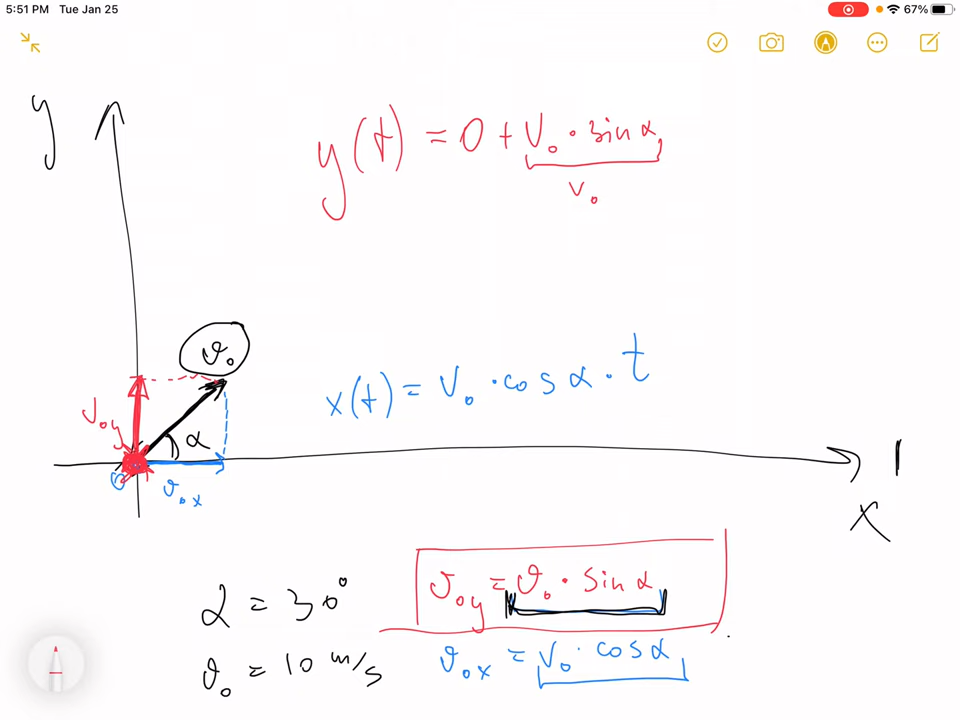 5:51 PM Tue Jan 25
67%
y
y(t) = 0 + V₀ · sin α
v₀
ϑ₀
x(t) = V₀ · cos α · t
v₀y
α
0
ϑ₀x
x
α = 30°
ϑ₀y = ϑ₀ · sin α
ϑ₀ = 10 m/s
ϑ₀x = V₀ · cos α